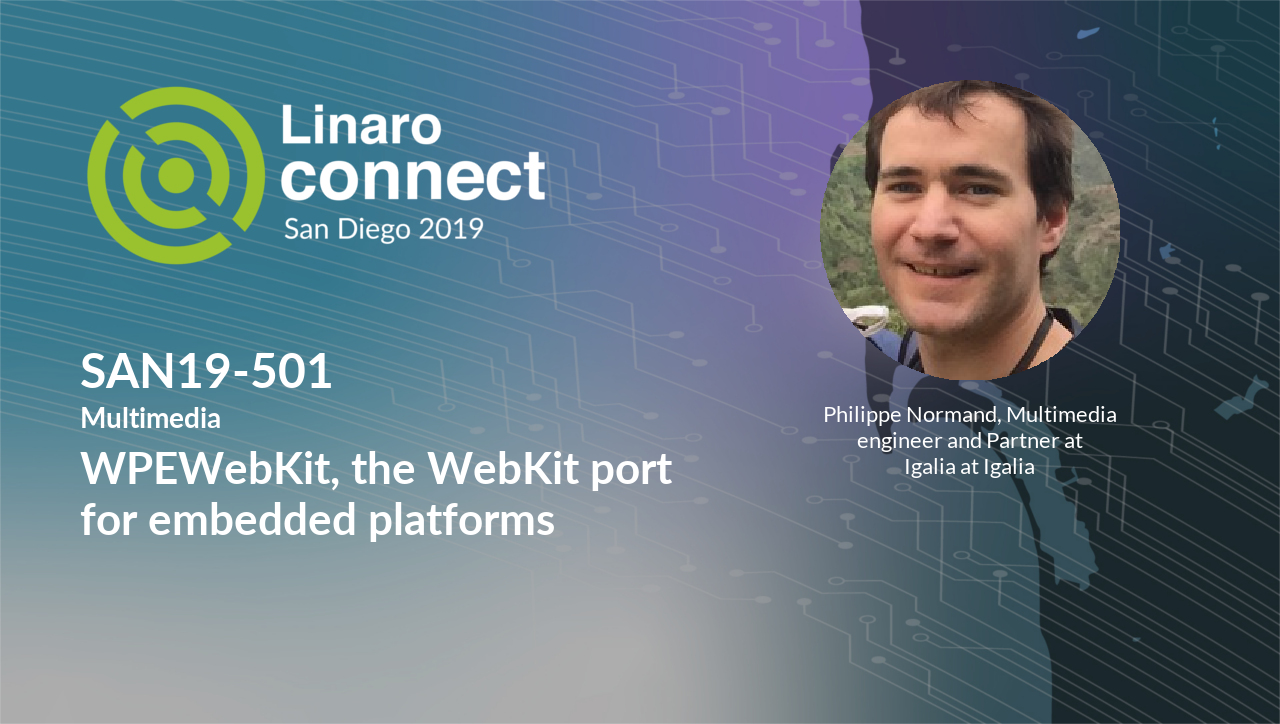 Linaro
connect
San Diego 2019
SAN19-501
Multimedia
WPEWebKit, the WebKit port
for embedded platforms
Philippe Normand, Multimedia
engineer and Partner at
Igalia at Igalia